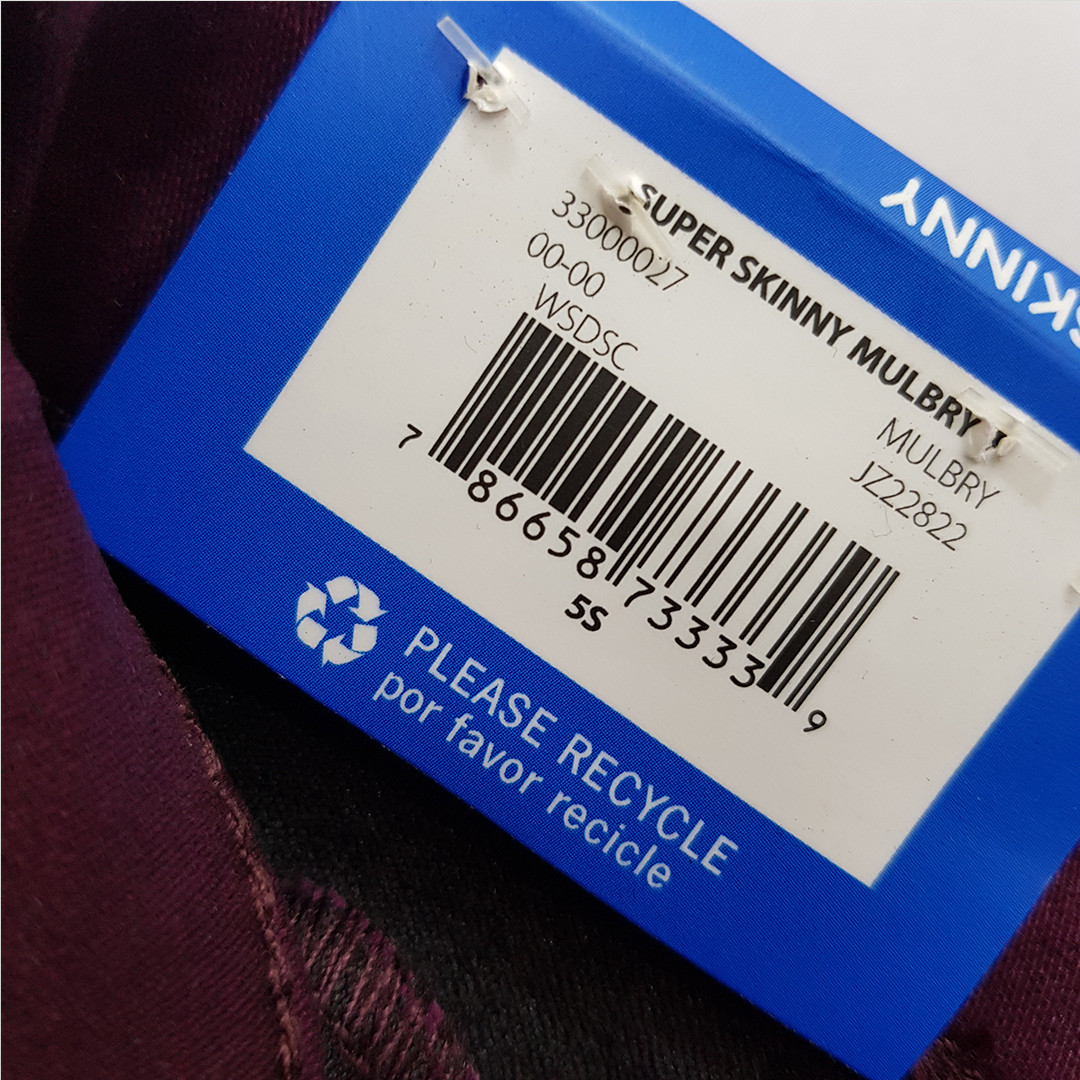 SKINNY
SUPER SKINNY MULBRY
33000027
00-00
WSDSC
MULBRY
JZ22822
7 86658 73333 9
5S
PLEASE RECYCLE
por favor recicle